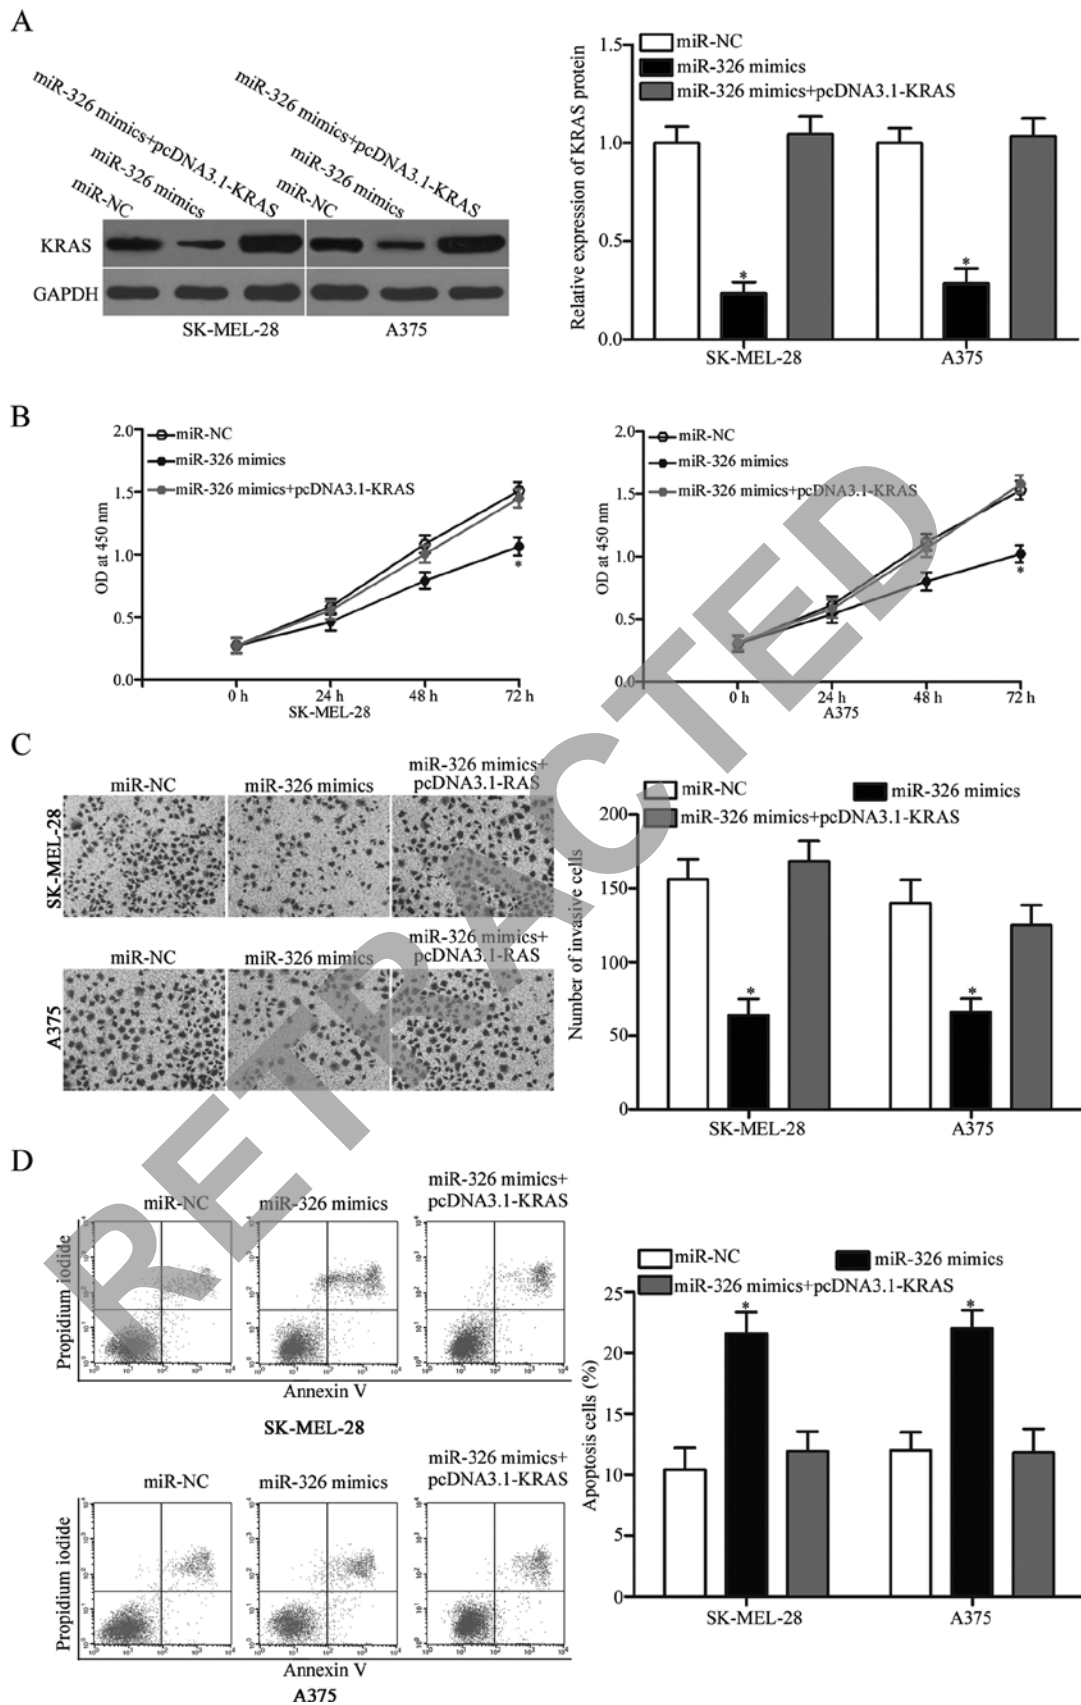 A
miR-326 mimics+pcDNA3.1-KRAS
miR-326 mimics
miR-NC
miR-326 mimics+pcDNA3.1-KRAS
miR-326 mimics
miR-NC
KRAS
GAPDH
SK-MEL-28
A375
miR-NC
miR-326 mimics
miR-326 mimics+pcDNA3.1-KRAS
Relative expression of KRAS protein
1.5
1.0
0.5
0.0
*
*
SK-MEL-28
A375
B
miR-NC
miR-326 mimics
miR-326 mimics+pcDNA3.1-KRAS
OD at 450 nm
2.0
1.5
1.0
0.5
0.0
*
0 h
24 h
48 h
72 h
SK-MEL-28
miR-NC
miR-326 mimics
miR-326 mimics+pcDNA3.1-KRAS
OD at 450 nm
2.0
1.5
1.0
0.5
0.0
*
0 h
24 h
48 h
72 h
A375
C
miR-NC
miR-326 mimics
miR-326 mimics+
pcDNA3.1-RAS
SK-MEL-28
miR-NC
miR-326 mimics
miR-326 mimics+
pcDNA3.1-RAS
A375
miR-NC
miR-326 mimics
miR-326 mimics+pcDNA3.1-KRAS
Number of invasive cells
200
150
100
50
0
*
*
SK-MEL-28
A375
D
miR-NC
miR-326 mimics
miR-326 mimics+
pcDNA3.1-KRAS
Propidium iodide
Annexin V
SK-MEL-28
miR-NC
miR-326 mimics
miR-326 mimics+
pcDNA3.1-KRAS
Propidium iodide
Annexin V
A375
miR-NC
miR-326 mimics
miR-326 mimics+pcDNA3.1-KRAS
Apoptosis cells (%)
25
20
15
10
5
0
*
*
SK-MEL-28
A375
RETRACTED